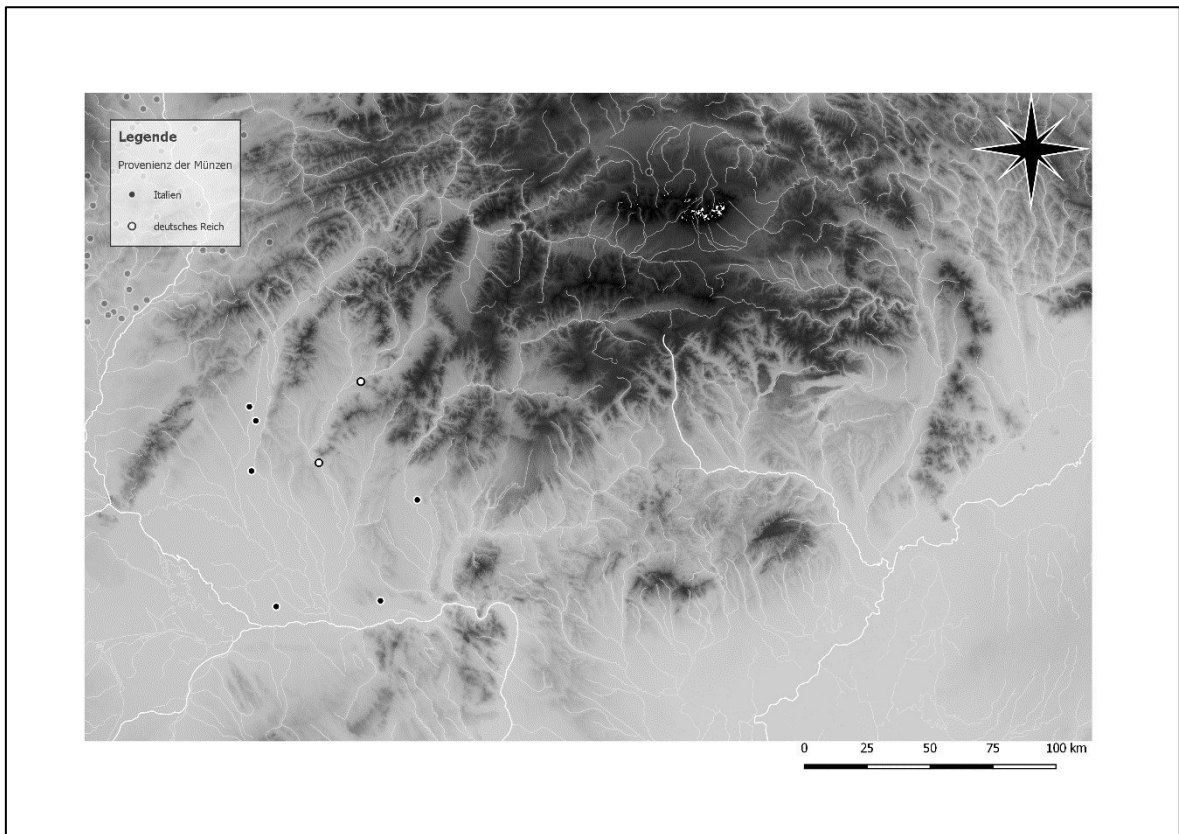 Legende
Provenienz der Münzen
Italien
deutsches Reich
0 25 50 75 100 km